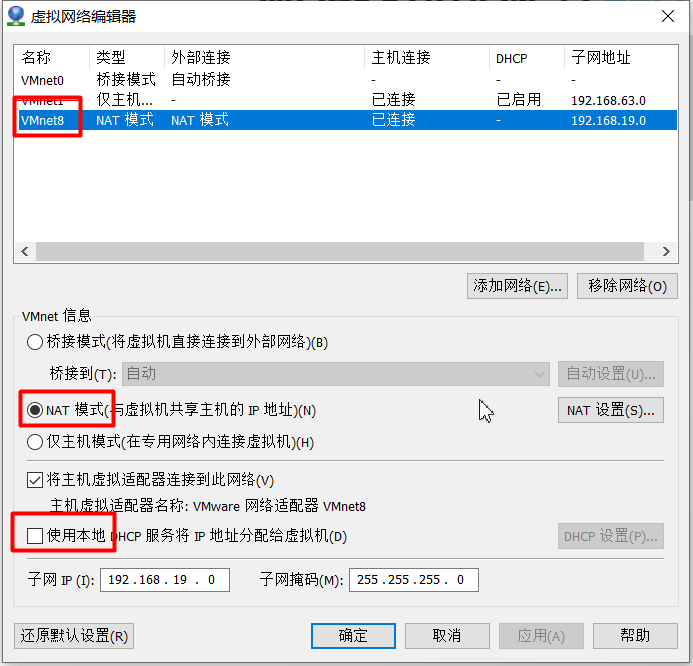 虚拟网络编辑器
名称 类型 外部连接 主机连接 DHCP 子网地址
VMnet0 桥接模式 自动桥接 - - -
VMnet1 仅主机... - 已连接 已启用 192.168.63.0
VMnet8 NAT 模式 NAT 模式 已连接 - 192.168.19.0
添加网络(E)... 移除网络(O)
VMnet 信息
桥接模式(将虚拟机直接连接到外部网络)(B)
桥接到(T): 自动 自动设置(U)...
NAT 模式(与虚拟机共享主机的 IP 地址)(N) NAT 设置(S)...
仅主机模式(在专用网络内连接虚拟机)(H)
将主机虚拟适配器连接到此网络(V)
主机虚拟适配器名称: VMware 网络适配器 VMnet8
使用本地 DHCP 服务将 IP 地址分配给虚拟机(D) DHCP 设置(P)...
子网 IP (I): 192.168. 19 . 0 子网掩码(M): 255.255.255. 0
还原默认设置(R) 确定 取消 应用(A) 帮助